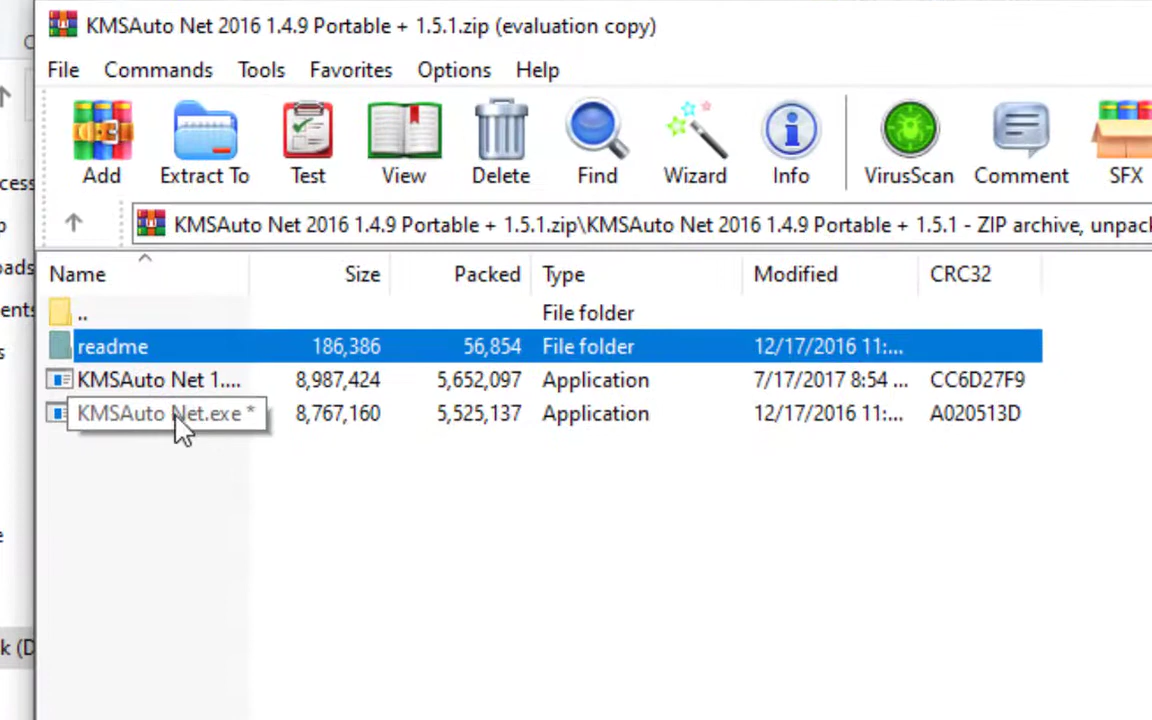 KMSAuto Net 2016 1.4.9 Portable + 1.5.1.zip (evaluation copy)
File Commands Tools Favorites Options Help
Add Extract To Test View Delete Find Wizard Info VirusScan Comment SFX
KMSAuto Net 2016 1.4.9 Portable + 1.5.1.zip\KMSAuto Net 2016 1.4.9 Portable + 1.5.1 - ZIP archive, unpack
Name Size Packed Type Modified CRC32
.. File folder
readme 186,386 56,854 File folder 12/17/2016 11:...
KMSAuto Net 1.... 8,987,424 5,652,097 Application 7/17/2017 8:54 ... CC6D27F9
KMSAuto Net.exe * 8,767,160 5,525,137 Application 12/17/2016 11:... A020513D